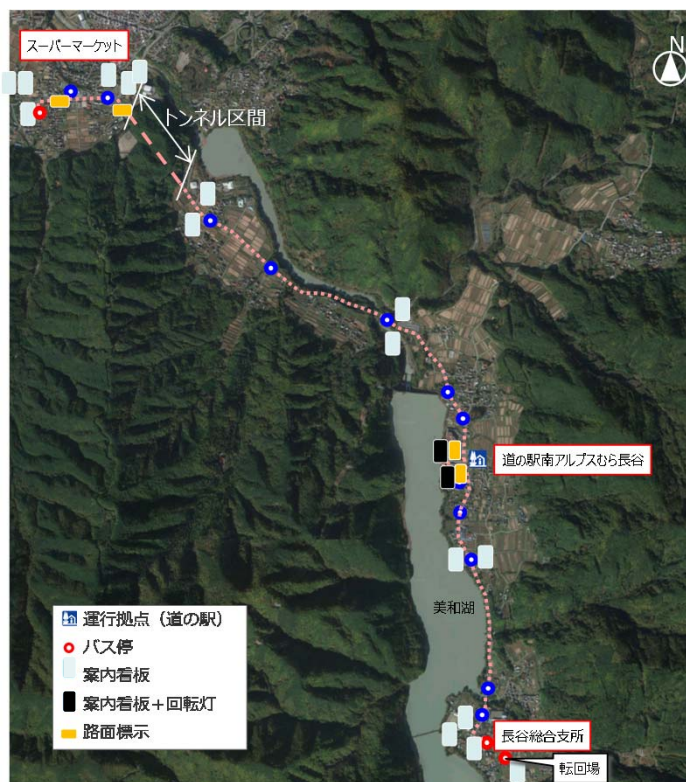 スーパーマーケット
N
トンネル区間
道の駅南アルプスむら長谷
美和湖
運行拠点（道の駅）
バス停
案内看板
案内看板＋回転灯
路面標示
長谷総合支所
転回場